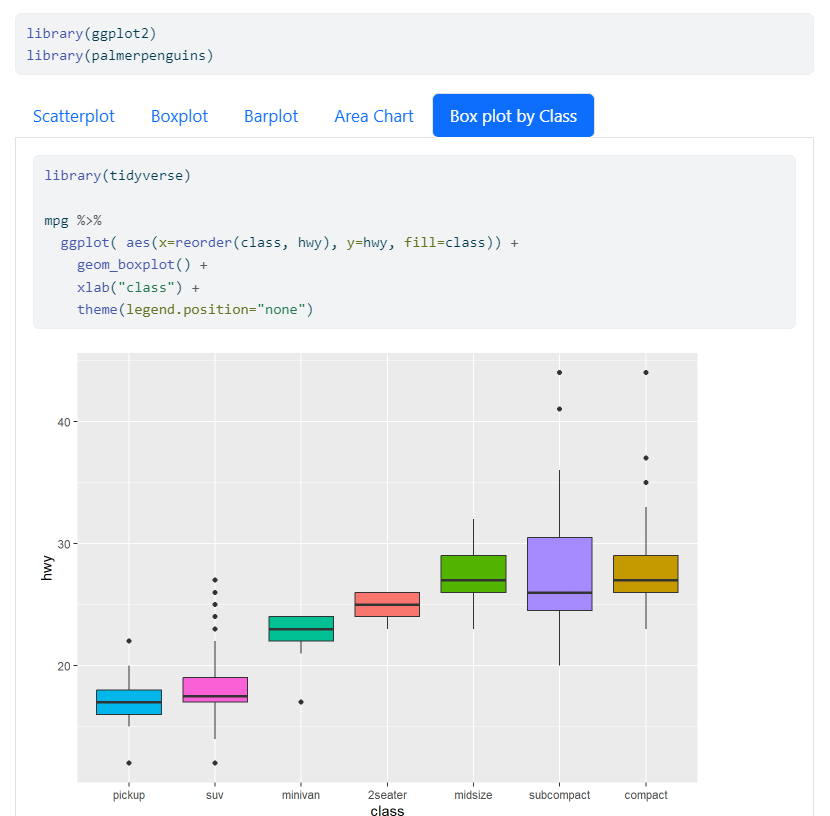 library(ggplot2)
library(palmerpenguins)
Scatterplot Boxplot Barplot Area Chart Box plot by Class
library(tidyverse)
mpg %>%
  ggplot( aes(x=reorder(class, hwy), y=hwy, fill=class)) +
    geom_boxplot() +
    xlab("class") +
    theme(legend.position="none")
40
30
20
hwy
pickup suv minivan 2seater midsize subcompact compact
class